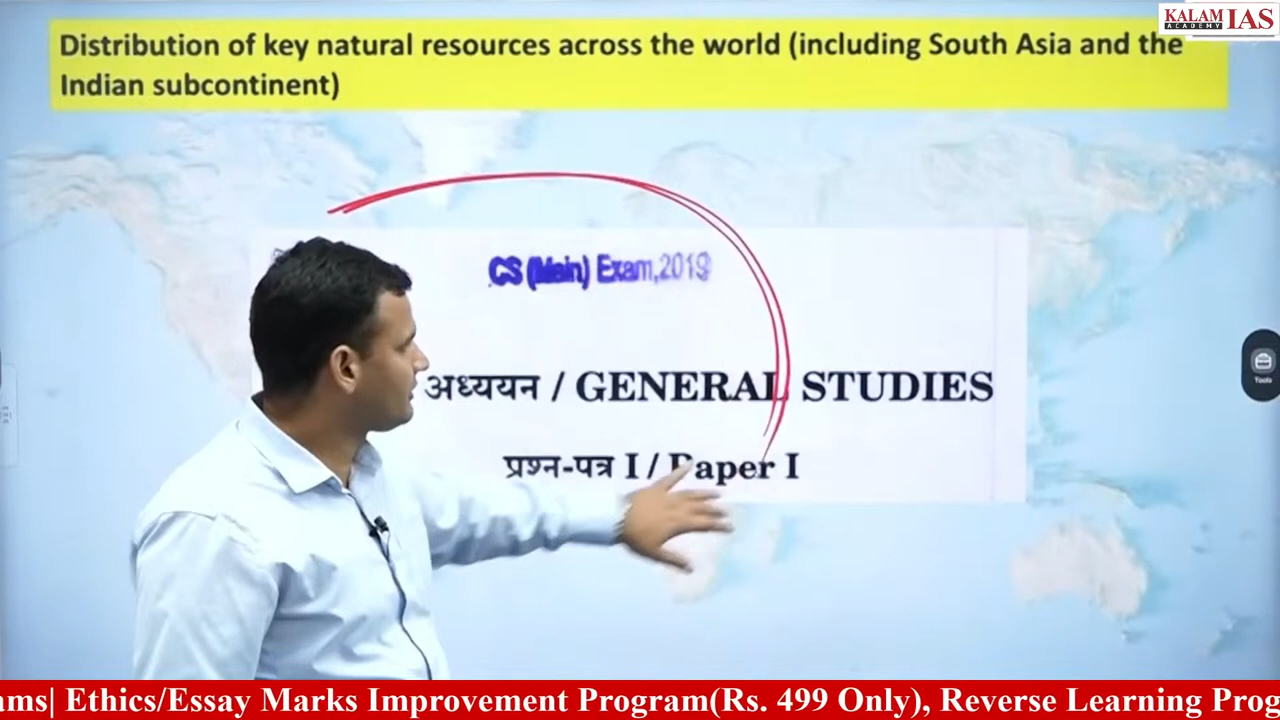 KALAM IAS
ACADEMY
Distribution of key natural resources across the world (including South Asia and the
Indian subcontinent)
CS (Main) Exam,2019
अध्ययन / GENERAL STUDIES
प्रश्न-पत्र I / Paper I
Tools
ams| Ethics/Essay Marks Improvement Program(Rs. 499 Only), Reverse Learning Prog